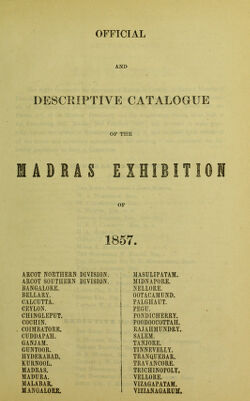 OFFICIAL
AND
DESCRIPTIVE CATALOGUE
OF THE
MADRAS EXHIBITION
OF
1857.
ARCOT NORTHERN DIVISION.
ARCOT SOUTHERN DIVISION.
BANGALORE.
BELLARY.
CALCUTTA.
CEYLON.
CHINGLEPUT.
COCHIN.
COIMBATORE.
CUDDAPAH.
GANJAM.
GUNTOOR.
HYDERABAD.
KURNOOL.
MADRAS.
MADURA.
MALABAR.
MANGALORE.
MASULIPATAM.
MIDNAPORE.
NELLORE.
OOTACAMUND.
PALGHAUT.
PEGU.
PONDICHERRY.
POODOOCOTTAH.
RAJAHMUNDRY.
SALEM.
TANJORE.
TINNEVELLY.
TRANQUEBAR.
TRAVANCORE.
TRICHINOPOLY.
VELLORE.
VIZAGAPATAM.
VIZIANAGARUM.